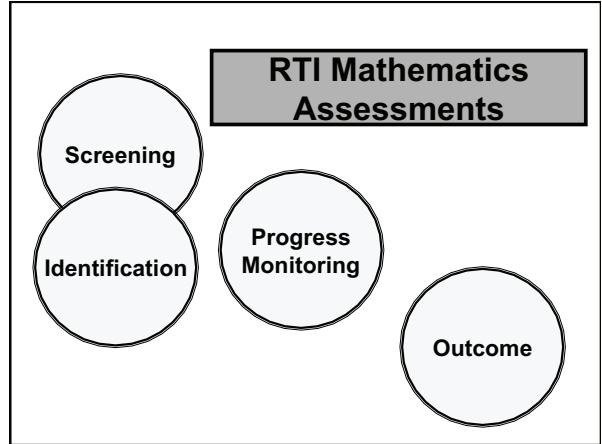 RTI Mathematics
Assessments
Screening
Identification
Progress
Monitoring
Outcome